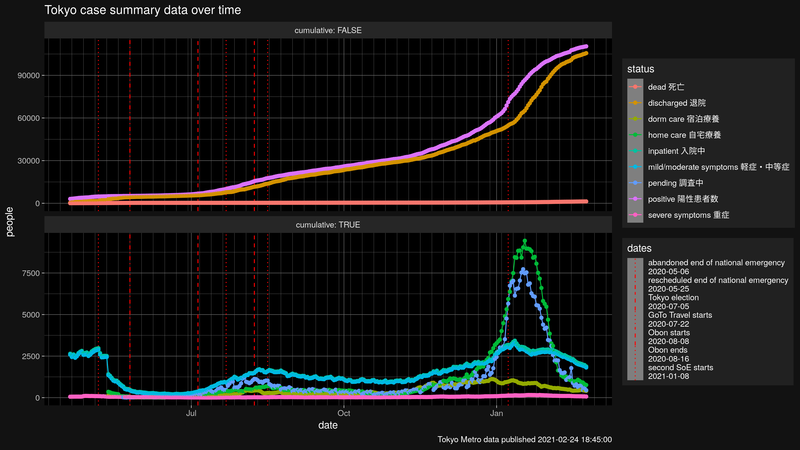 Tokyo case summary data over time
cumulative: FALSE
90000
60000
30000
0
cumulative: TRUE
7500
5000
2500
0
people
Jul
Oct
Jan
date
status
dead 死亡
discharged 退院
dorm care 宿泊療養
home care 自宅療養
inpatient 入院中
mild/moderate symptoms 軽症・中等症
pending 調査中
positive 陽性患者数
severe symptoms 重症
dates
abandoned end of national emergency
2020-05-06
rescheduled end of national emergency
2020-05-25
Tokyo election
2020-07-05
GoTo Travel starts
2020-07-22
Obon starts
2020-08-08
Obon ends
2020-08-16
second SoE starts
2021-01-08
Tokyo Metro data published 2021-02-24 18:45:00